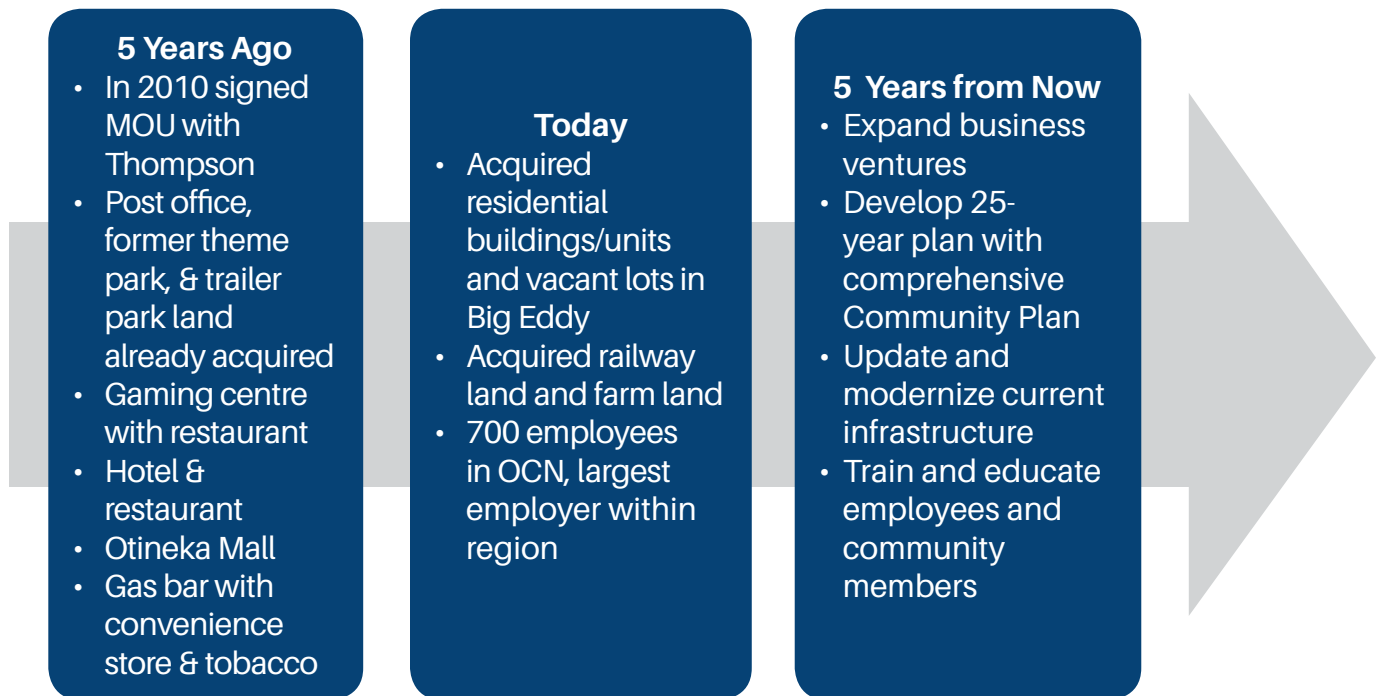 5 Years Ago
• In 2010 signed
MOU with
Thompson
• Post office,
former theme
park, & trailer
park land
already acquired
• Gaming centre
with restaurant
• Hotel &
restaurant
• Otineka Mall
• Gas bar with
convenience
store & tobacco
Today
• Acquired
residential
buildings/units
and vacant lots in
Big Eddy
• Acquired railway
land and farm land
• 700 employees
in OCN, largest
employer within
region
5 Years from Now
• Expand business
ventures
• Develop 25-
year plan with
comprehensive
Community Plan
• Update and
modernize current
infrastructure
• Train and educate
employees and
community
members